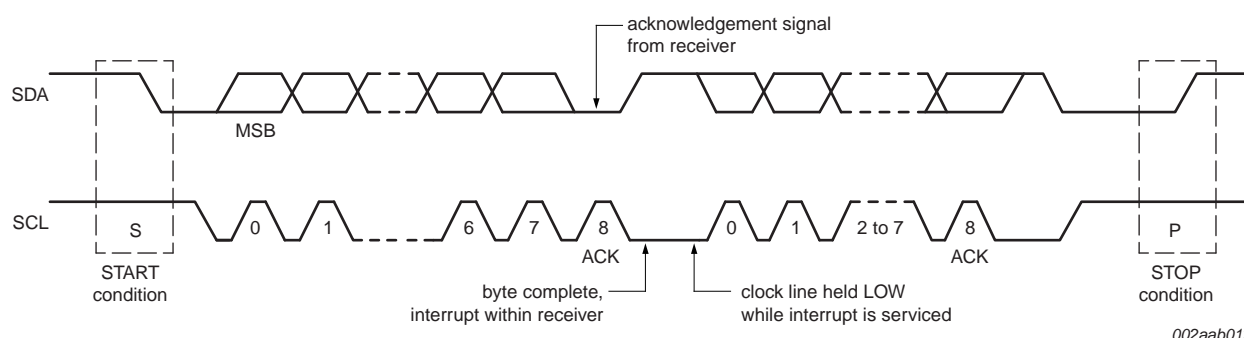 acknowledgement signal
from receiver
SDA
MSB
SCL
S
0
1
6
7
8
0
1
2 to 7
8
P
ACK
ACK
START
condition
byte complete,
interrupt within receiver
clock line held LOW
while interrupt is serviced
STOP
condition
002aab01